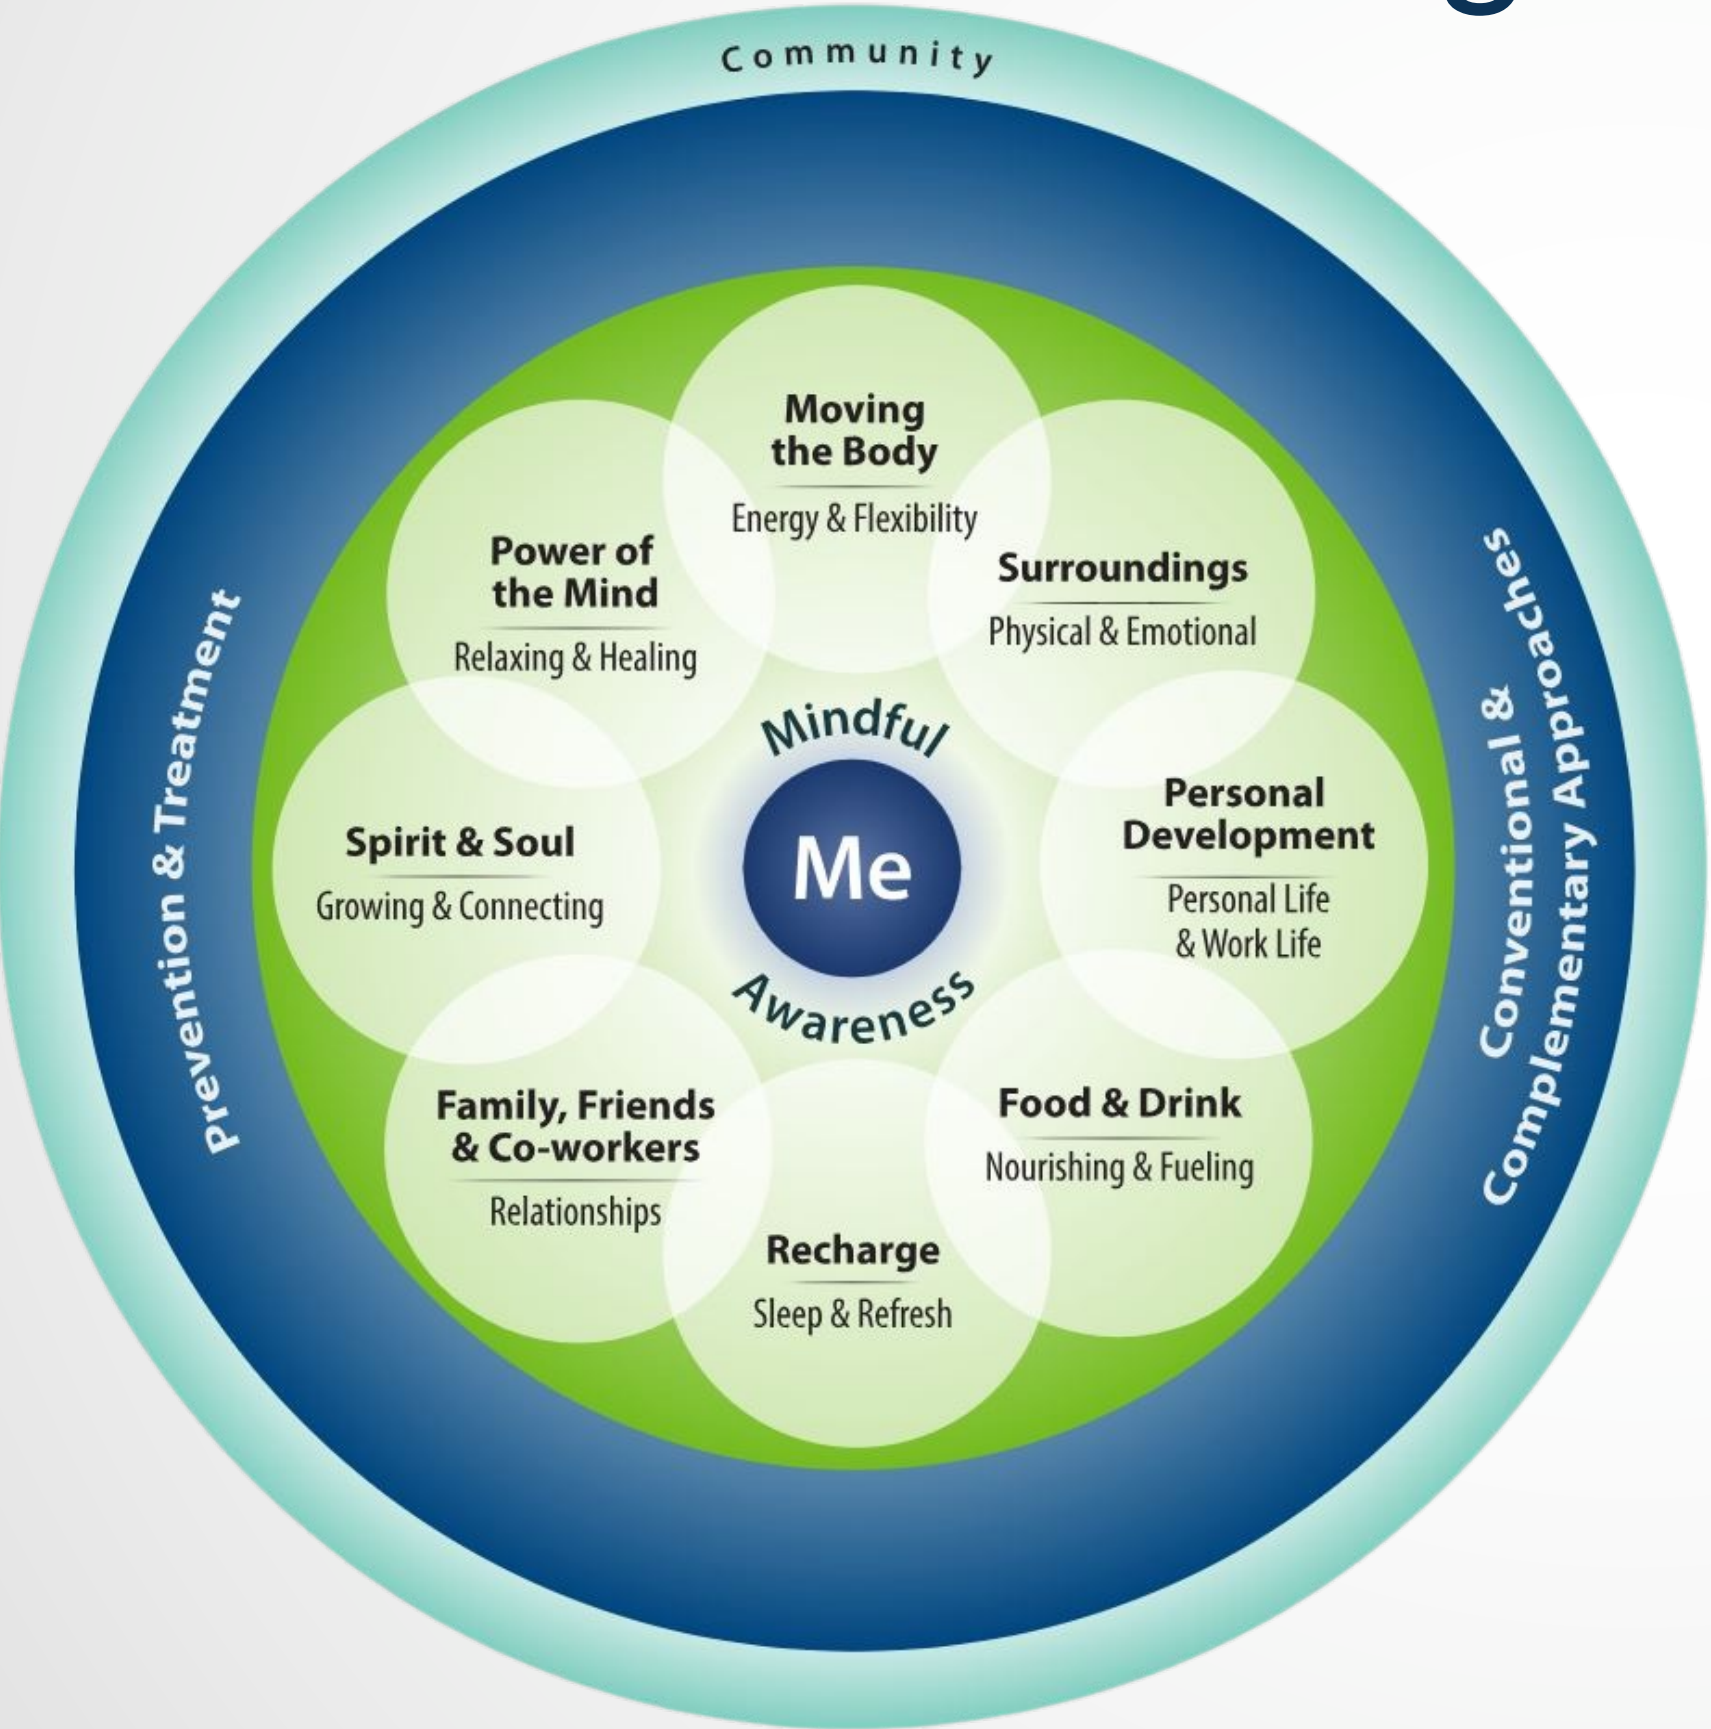 Community
Prevention & Treatment
Conventional &
Complementary Approaches
Moving
the Body
Energy & Flexibility
Surroundings
Physical & Emotional
Personal
Development
Personal Life
& Work Life
Food & Drink
Nourishing & Fueling
Recharge
Sleep & Refresh
Family, Friends
& Co-workers
Relationships
Spirit & Soul
Growing & Connecting
Power of
the Mind
Relaxing & Healing
Mindful
Me
Awareness